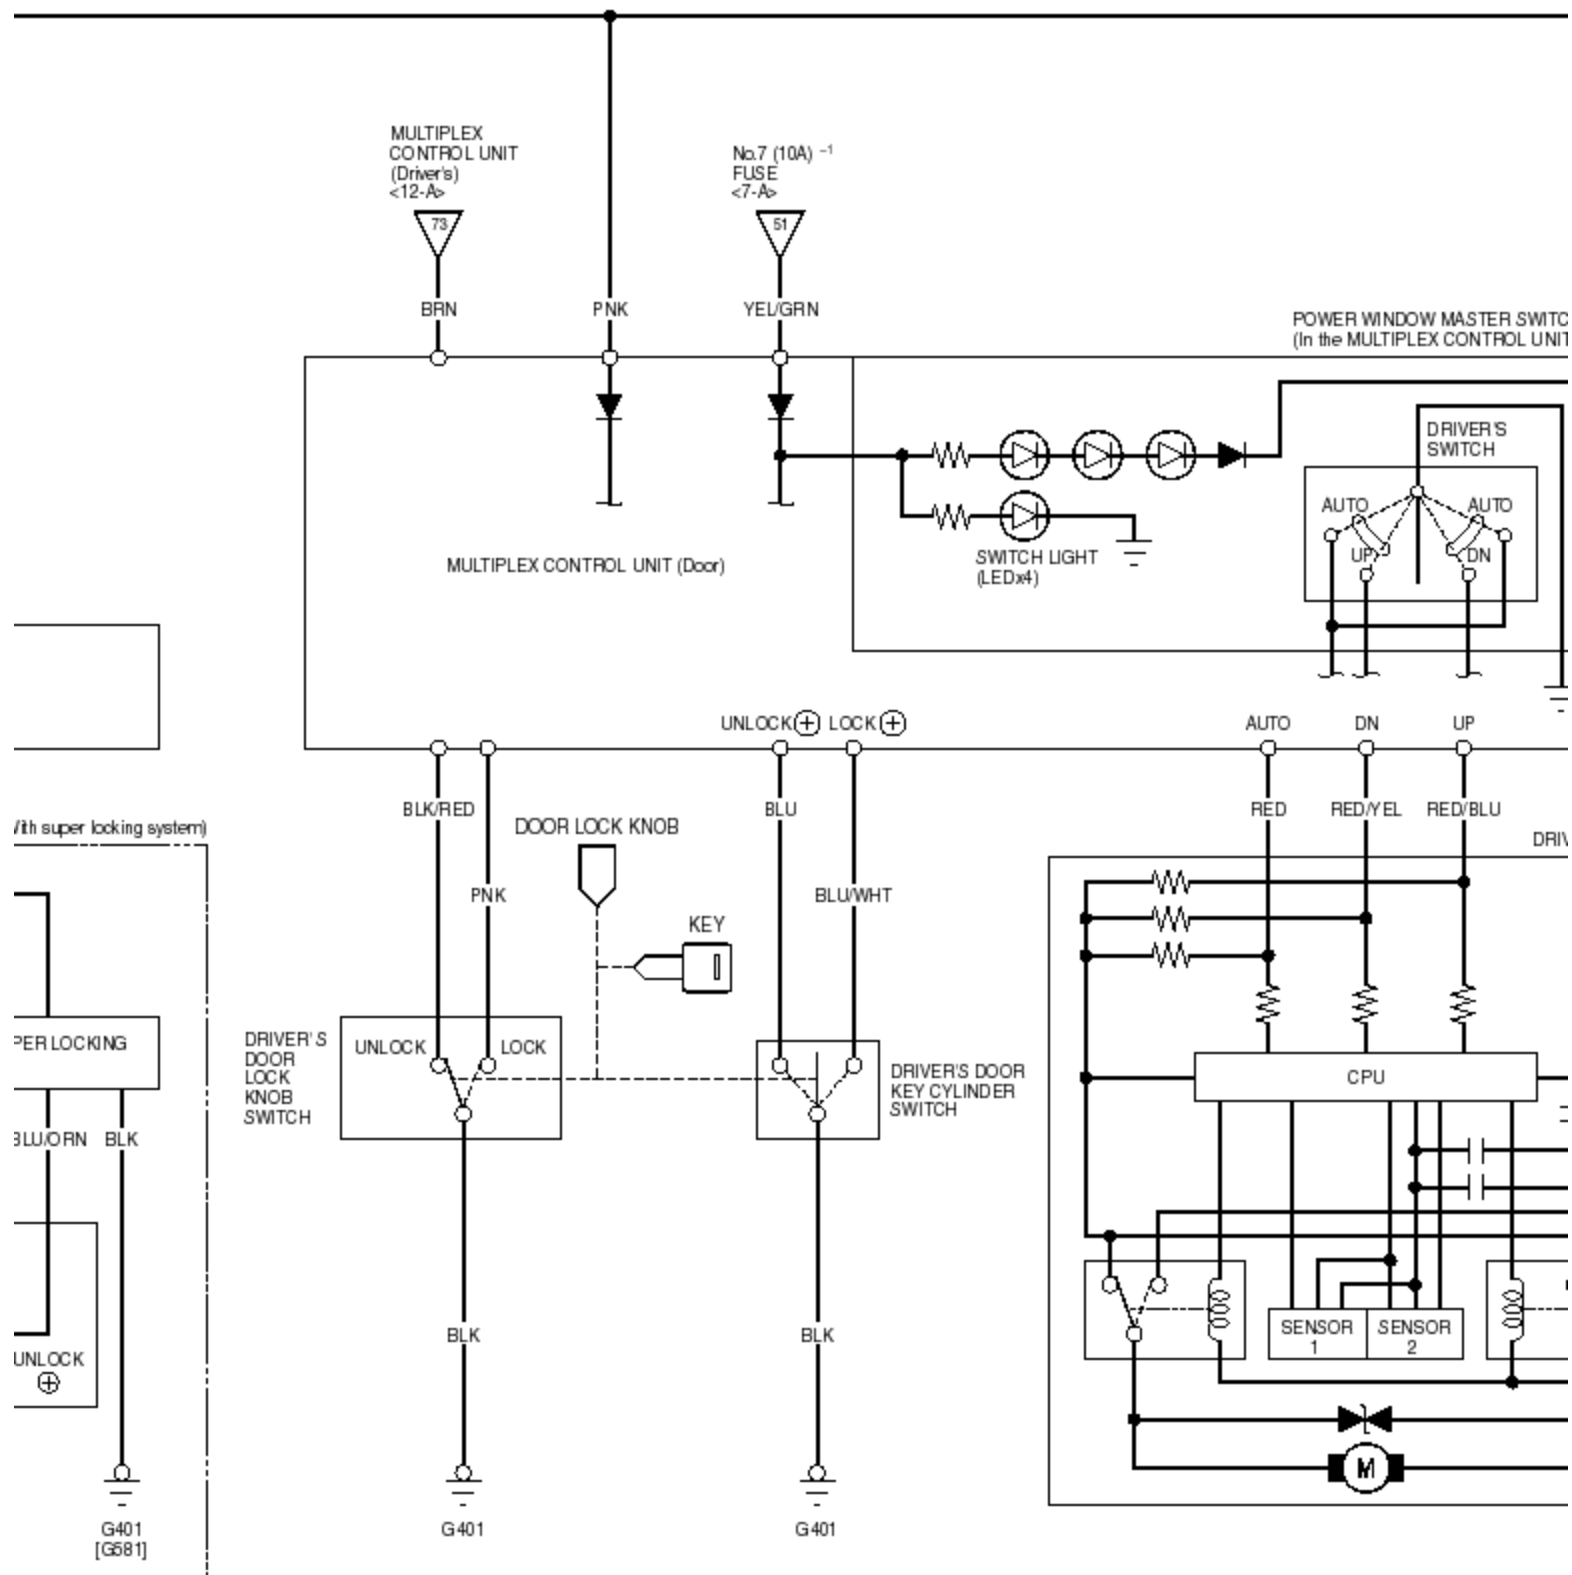 MULTIPLEX
CONTROL UNIT
(Driver's)
<12-A>
73
BRN
PNK
No.7 (10A) –1
FUSE
<7-A>
51
YEL/GRN
POWER WINDOW MASTER SWITC
(In the MULTIPLEX CONTROL UNIT
DRIVER'S
SWITCH
AUTO
AUTO
UP
DN
SWITCH LIGHT
(LEDx4)
MULTIPLEX CONTROL UNIT (Door)
UNLOCK
LOCK
AUTO
DN
UP
BLK/RED
PNK
BLU
BLU/WHT
RED
RED/YEL
RED/BLU
DOOR LOCK KNOB
KEY
ith super locking system)
DRIV
PER LOCKING
DRIVER'S
DOOR
LOCK
KNOB
SWITCH
UNLOCK
LOCK
DRIVER'S DOOR
KEY CYLINDER
SWITCH
CPU
BLU/ORN
BLK
SENSOR
1
SENSOR
2
BLK
BLK
UNLOCK
M
G401
[G581]
G401
G401